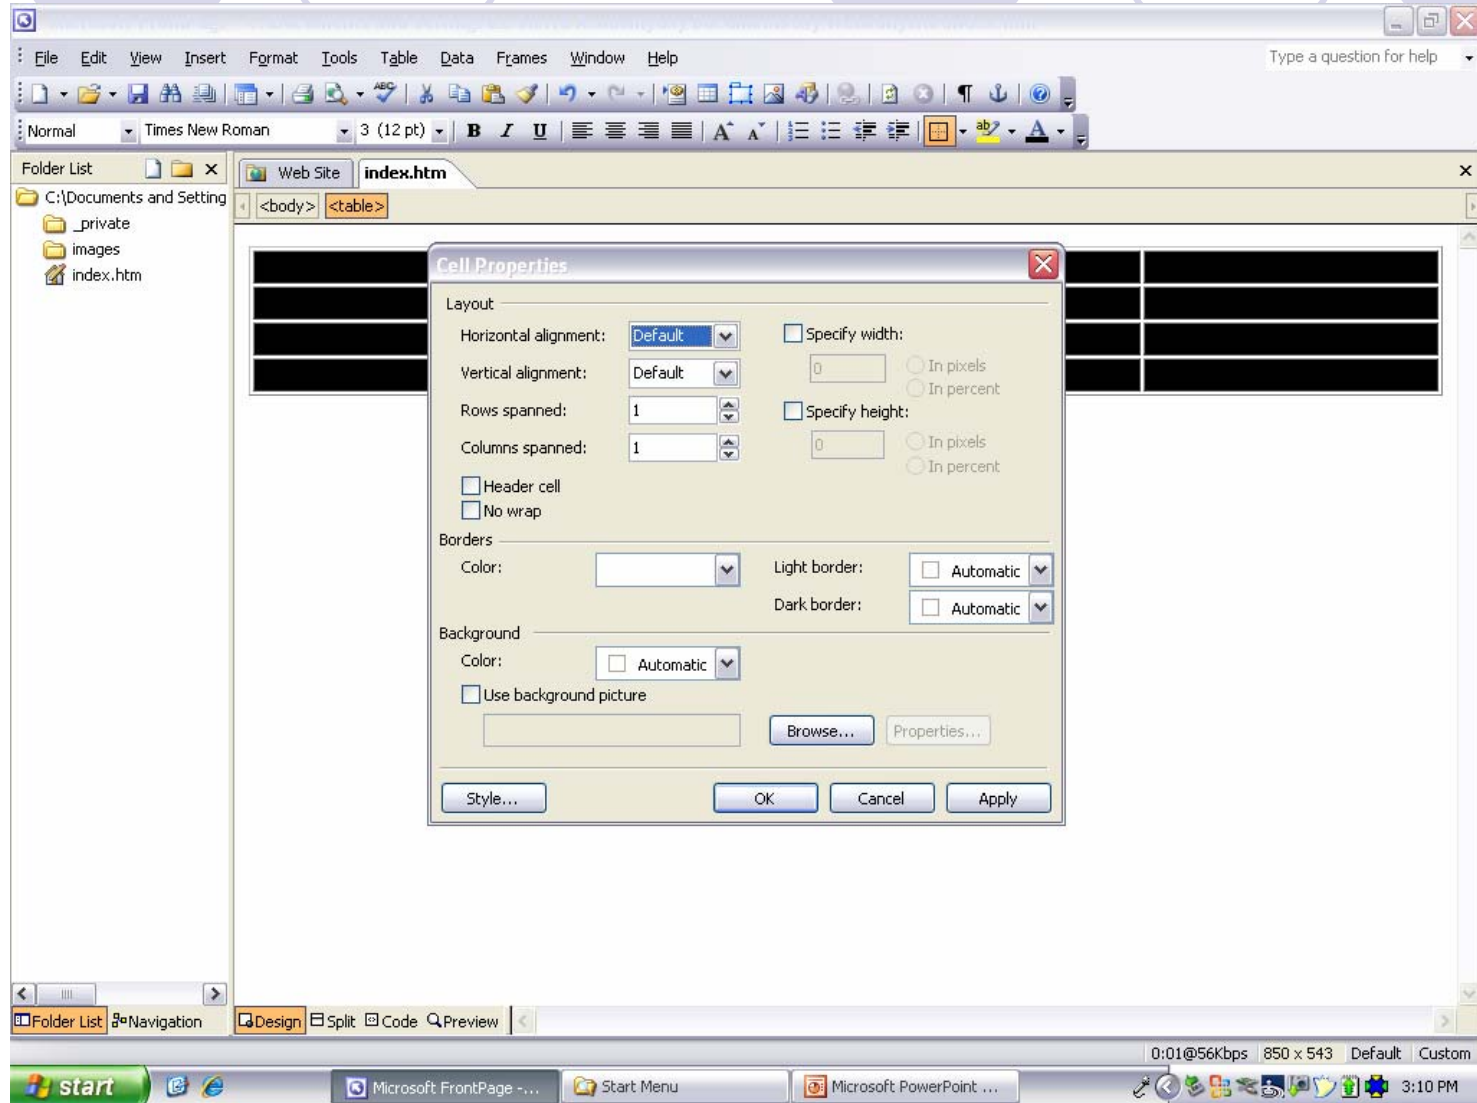 File Edit View Insert Format Tools Table Data Frames Window Help Type a question for help
Normal Times New Roman 3 (12 pt) B I U A A ab A
Folder List Web Site index.htm
C:\Documents and Setting <body> <table>
_private
images
index.htm
Cell Properties
Layout
Horizontal alignment: Default Specify width:
0 In pixels
Vertical alignment: Default
In percent
Rows spanned: 1 Specify height:
0 In pixels
Columns spanned: 1
In percent
Header cell
No wrap
Borders
Color: Light border: Automatic
Dark border: Automatic
Background
Color: Automatic
Use background picture
Browse... Properties...
Style... OK Cancel Apply
Folder List Navigation Design Split Code Preview
0:01@56Kbps 850 x 543 Default Custom
start Microsoft FrontPage -... Start Menu Microsoft PowerPoint ... 3:10 PM